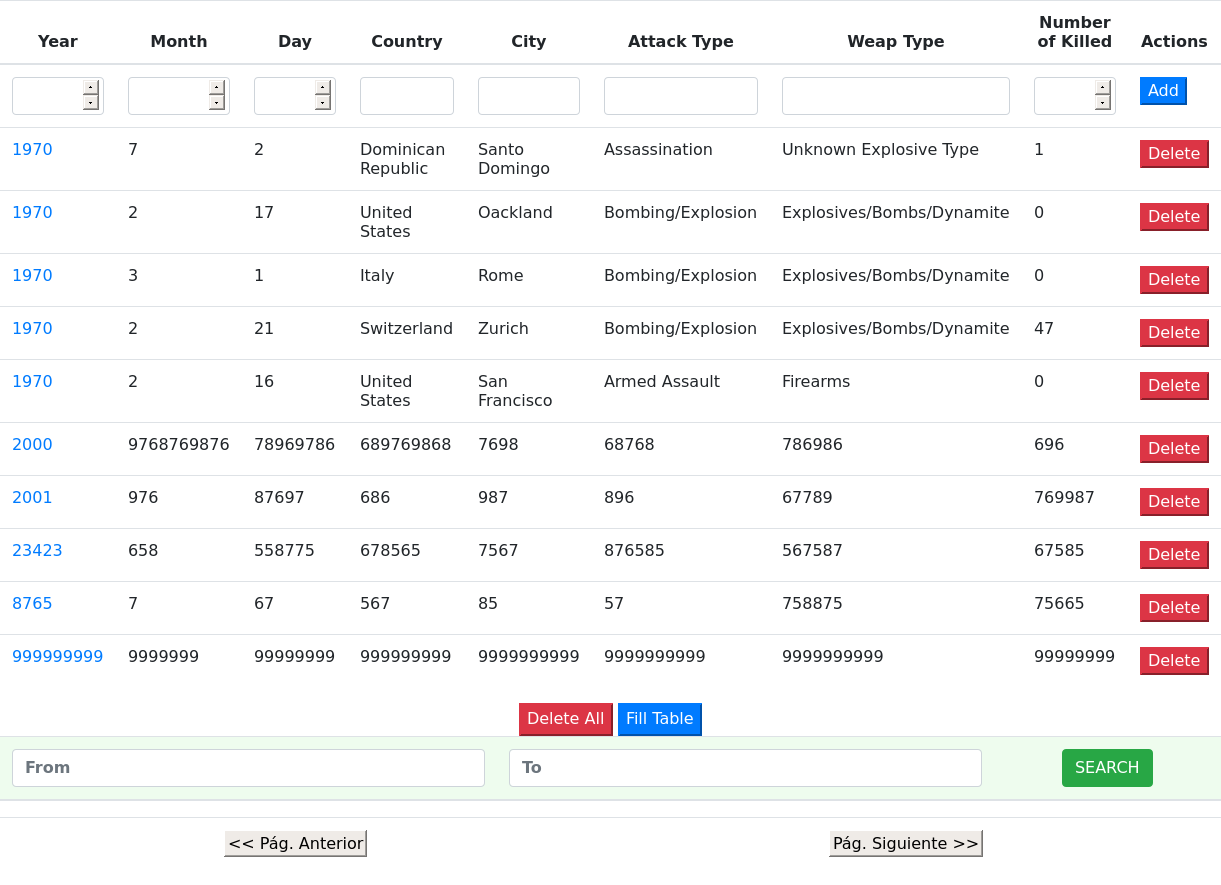 Year Month Day Country City Attack Type Weap Type Number of Killed Actions
Add
1970 7 2 Dominican Republic Santo Domingo Assassination Unknown Explosive Type 1 Delete
1970 2 17 United States Oackland Bombing/Explosion Explosives/Bombs/Dynamite 0 Delete
1970 3 1 Italy Rome Bombing/Explosion Explosives/Bombs/Dynamite 0 Delete
1970 2 21 Switzerland Zurich Bombing/Explosion Explosives/Bombs/Dynamite 47 Delete
1970 2 16 United States San Francisco Armed Assault Firearms 0 Delete
2000 9768769876 78969786 689769868 7698 68768 786986 696 Delete
2001 976 87697 686 987 896 67789 769987 Delete
23423 658 558775 678565 7567 876585 567587 67585 Delete
8765 7 67 567 85 57 758875 75665 Delete
999999999 9999999 99999999 999999999 9999999999 9999999999 9999999999 99999999 Delete
Delete All Fill Table
From To SEARCH
<< Pág. Anterior Pág. Siguiente >>